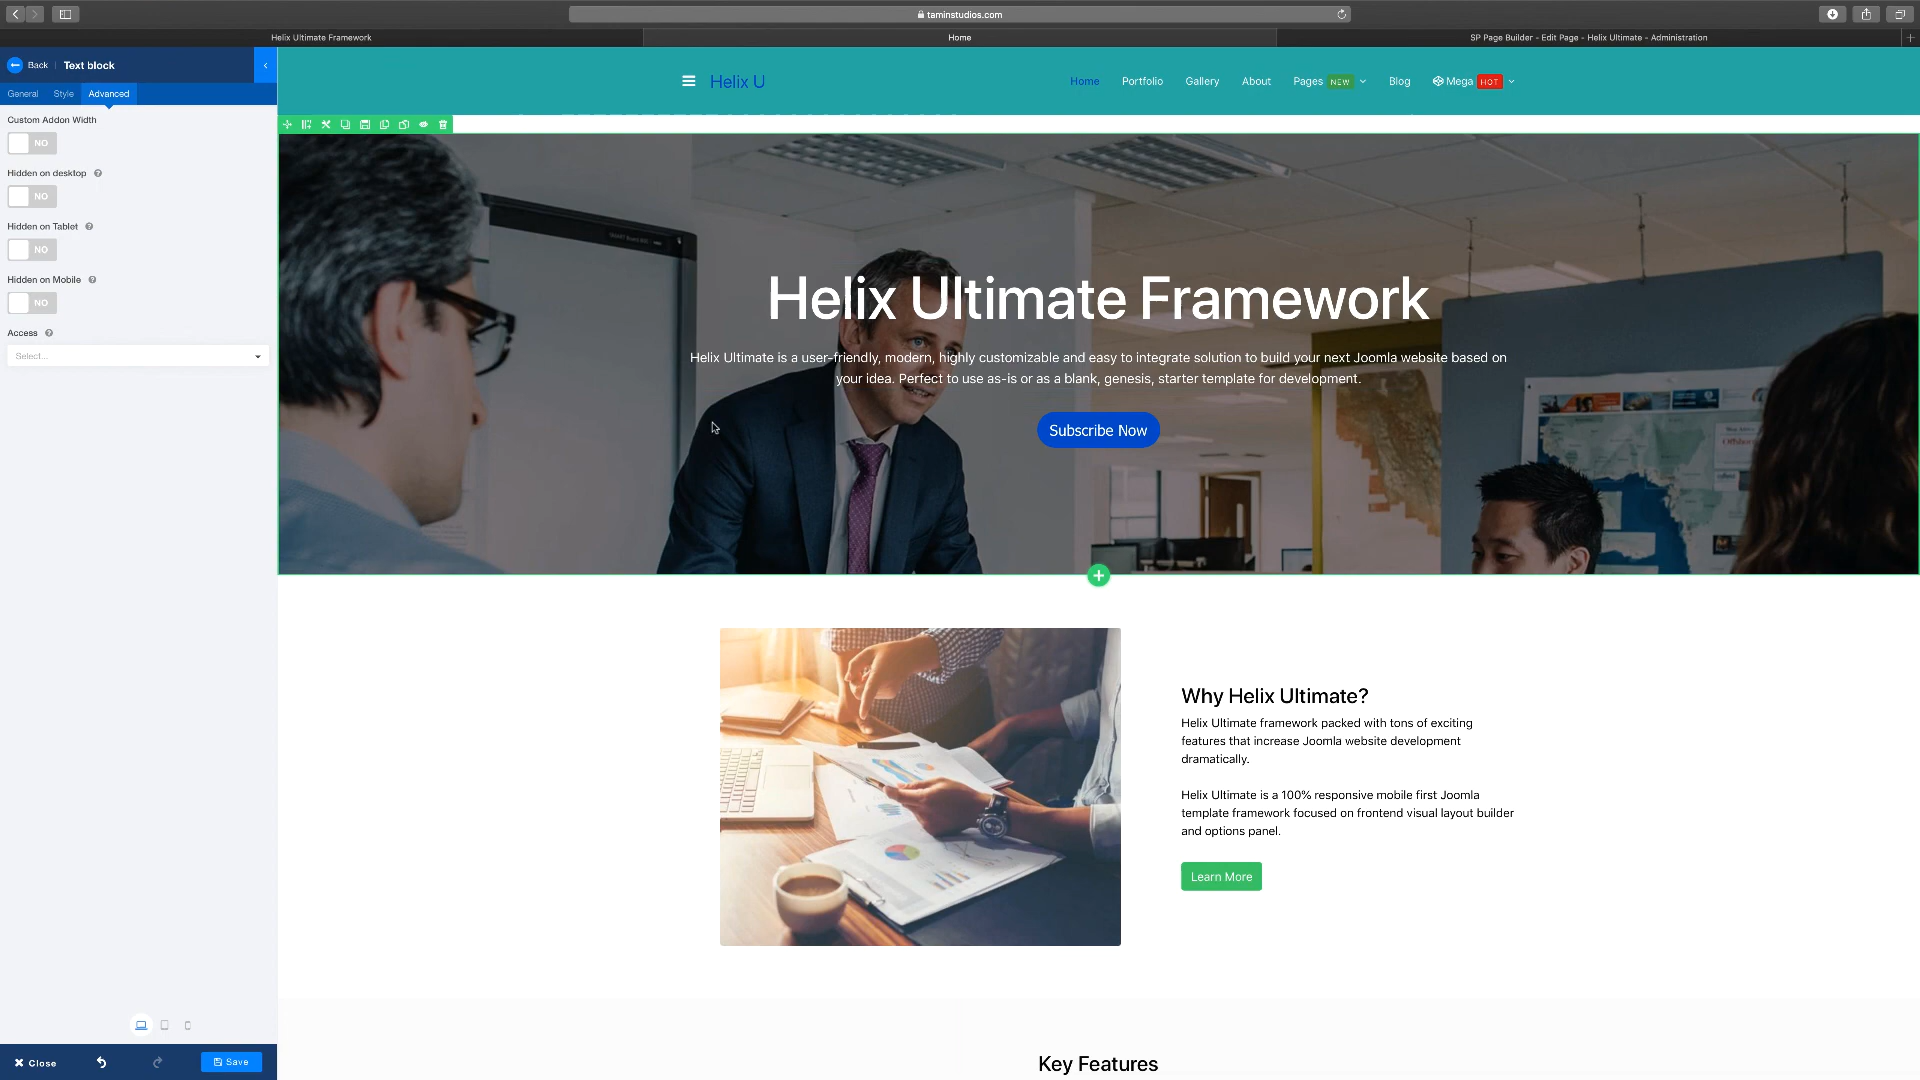 taminstudios.com
Helix Ultimate Framework
Home
SP Page Builder - Edit Page - Helix Ultimate - Administration
Back
Text block
General Style Advanced
Custom Addon Width
NO
Hidden on desktop ?
NO
Hidden on Tablet ?
NO
Hidden on Mobile ?
NO
Access ?
Select...
Close
Save
Helix U
Home Portfolio Gallery About Pages NEW Blog Mega HOT
Helix Ultimate Framework
Helix Ultimate is a user-friendly, modern, highly customizable and easy to integrate solution to build your next Joomla website based on
your idea. Perfect to use as-is or as a blank, genesis, starter template for development.
Subscribe Now
Why Helix Ultimate?
Helix Ultimate framework packed with tons of exciting
features that increase Joomla website development
dramatically.
Helix Ultimate is a 100% responsive mobile first Joomla
template framework focused on frontend visual layout builder
and options panel.
Learn More
Key Features